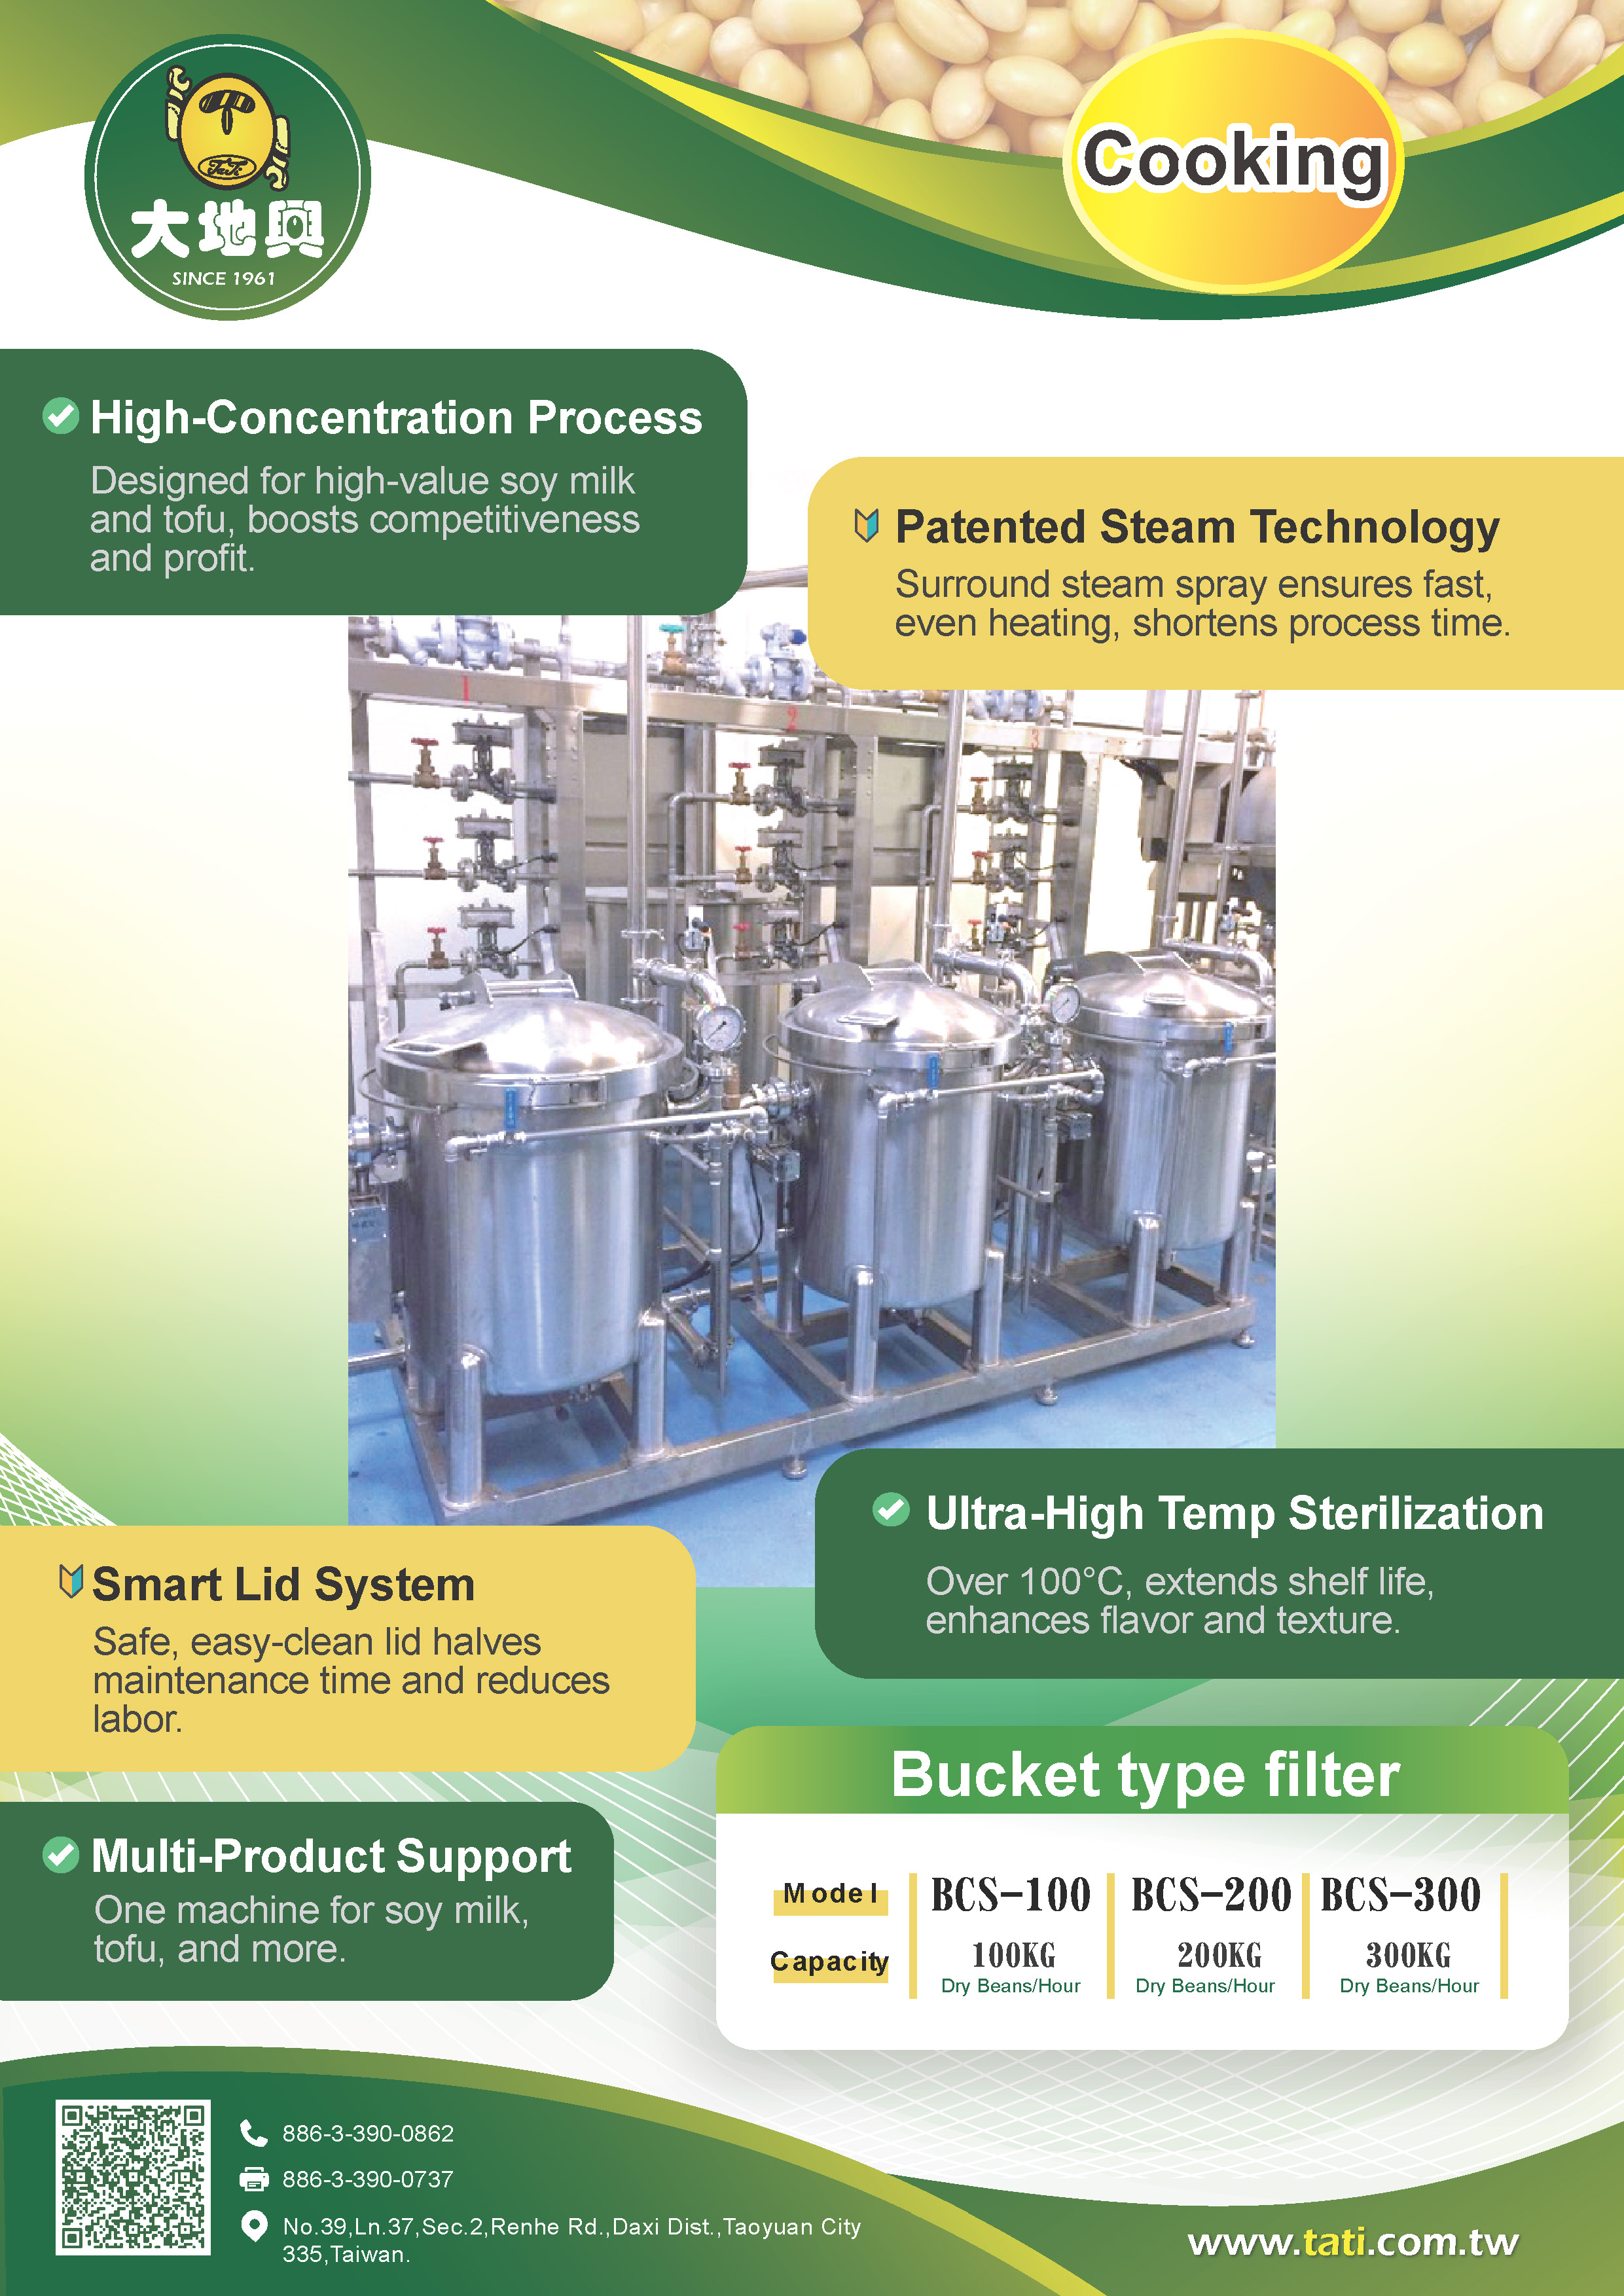 TaTi
大地興
SINCE 1961
Cooking
High-Concentration Process
Designed for high-value soy milk
and tofu, boosts competitiveness
and profit.
Patented Steam Technology
Surround steam spray ensures fast,
even heating, shortens process time.
1
2
3
Ultra-High Temp Sterilization
Over 100°C, extends shelf life,
enhances flavor and texture.
Smart Lid System
Safe, easy-clean lid halves
maintenance time and reduces
labor.
Multi-Product Support
One machine for soy milk,
tofu, and more.
Bucket type filter
Model BCS-100 BCS-200 BCS-300
Capacity 100KG 200KG 300KG
Dry Beans/Hour Dry Beans/Hour Dry Beans/Hour
886-3-390-0862
886-3-390-0737
No.39,Ln.37,Sec.2,Renhe Rd.,Daxi Dist.,Taoyuan City
335,Taiwan.
www.tati.com.tw